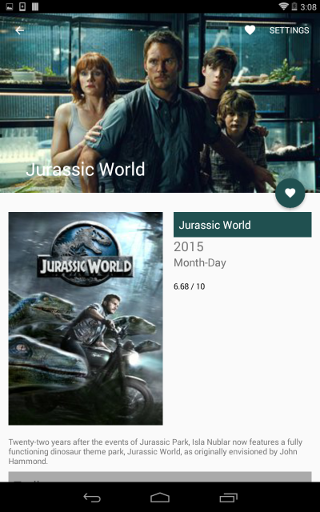 3:08
SETTINGS
Jurassic World
JURASSIC WORLD
Jurassic World
2015
Month-Day
6.68 / 10
Twenty-two years after the events of Jurassic Park, Isla Nublar now features a fully
functioning dinosaur theme park, Jurassic World, as originally envisioned by John
Hammond.